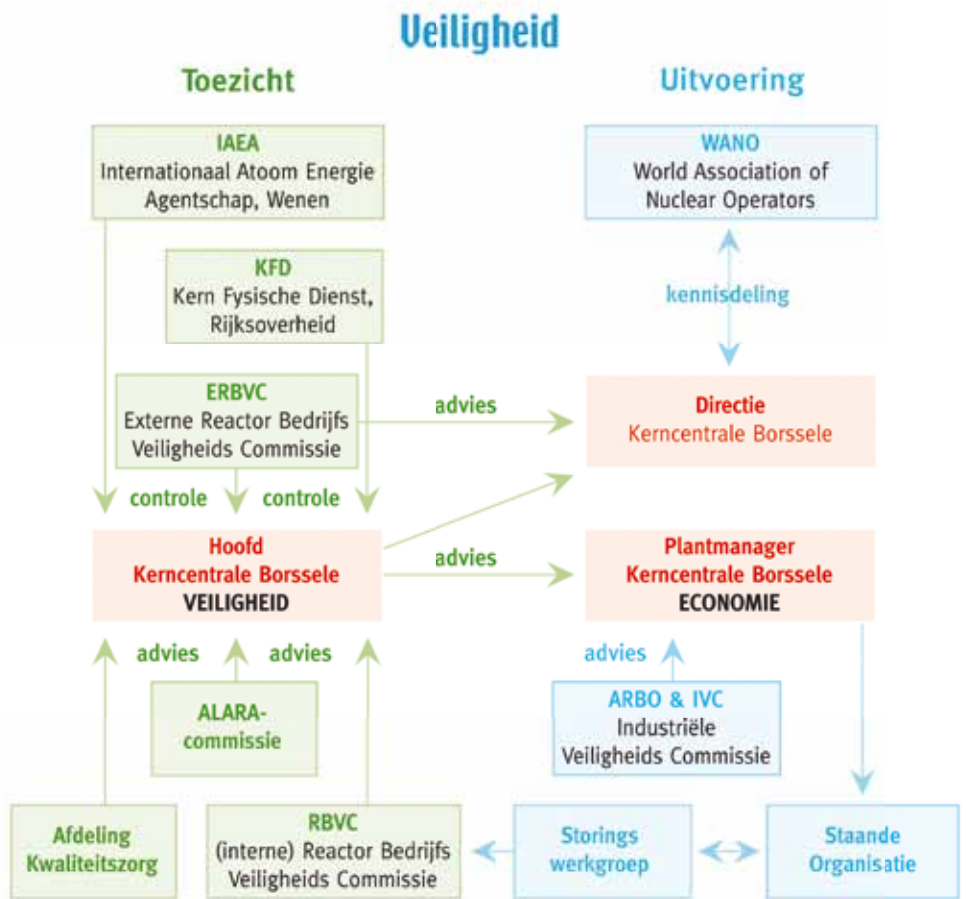 Veiligheid
Toezicht
Uitvoering
IAEA
Internationaal Atoom Energie
Agentschap, Wenen
WANO
World Association of
Nuclear Operators
KFD
Kern Fysische Dienst,
Rijksoverheid
kennisdeling
ERBVC
Externe Reactor Bedrijfs
Veiligheids Commissie
advies
Directie
Kerncentrale Borssele
controle
controle
Hoofd
Kerncentrale Borssele
VEILIGHEID
advies
Plantmanager
Kerncentrale Borssele
ECONOMIE
advies
advies
advies
ALARA-
commissie
ARBO & IVC
Industriële
Veiligheids Commissie
Afdeling
Kwaliteitszorg
RBVC
(interne) Reactor Bedrijfs
Veiligheids Commissie
Storings
werkgroep
Staande
Organisatie